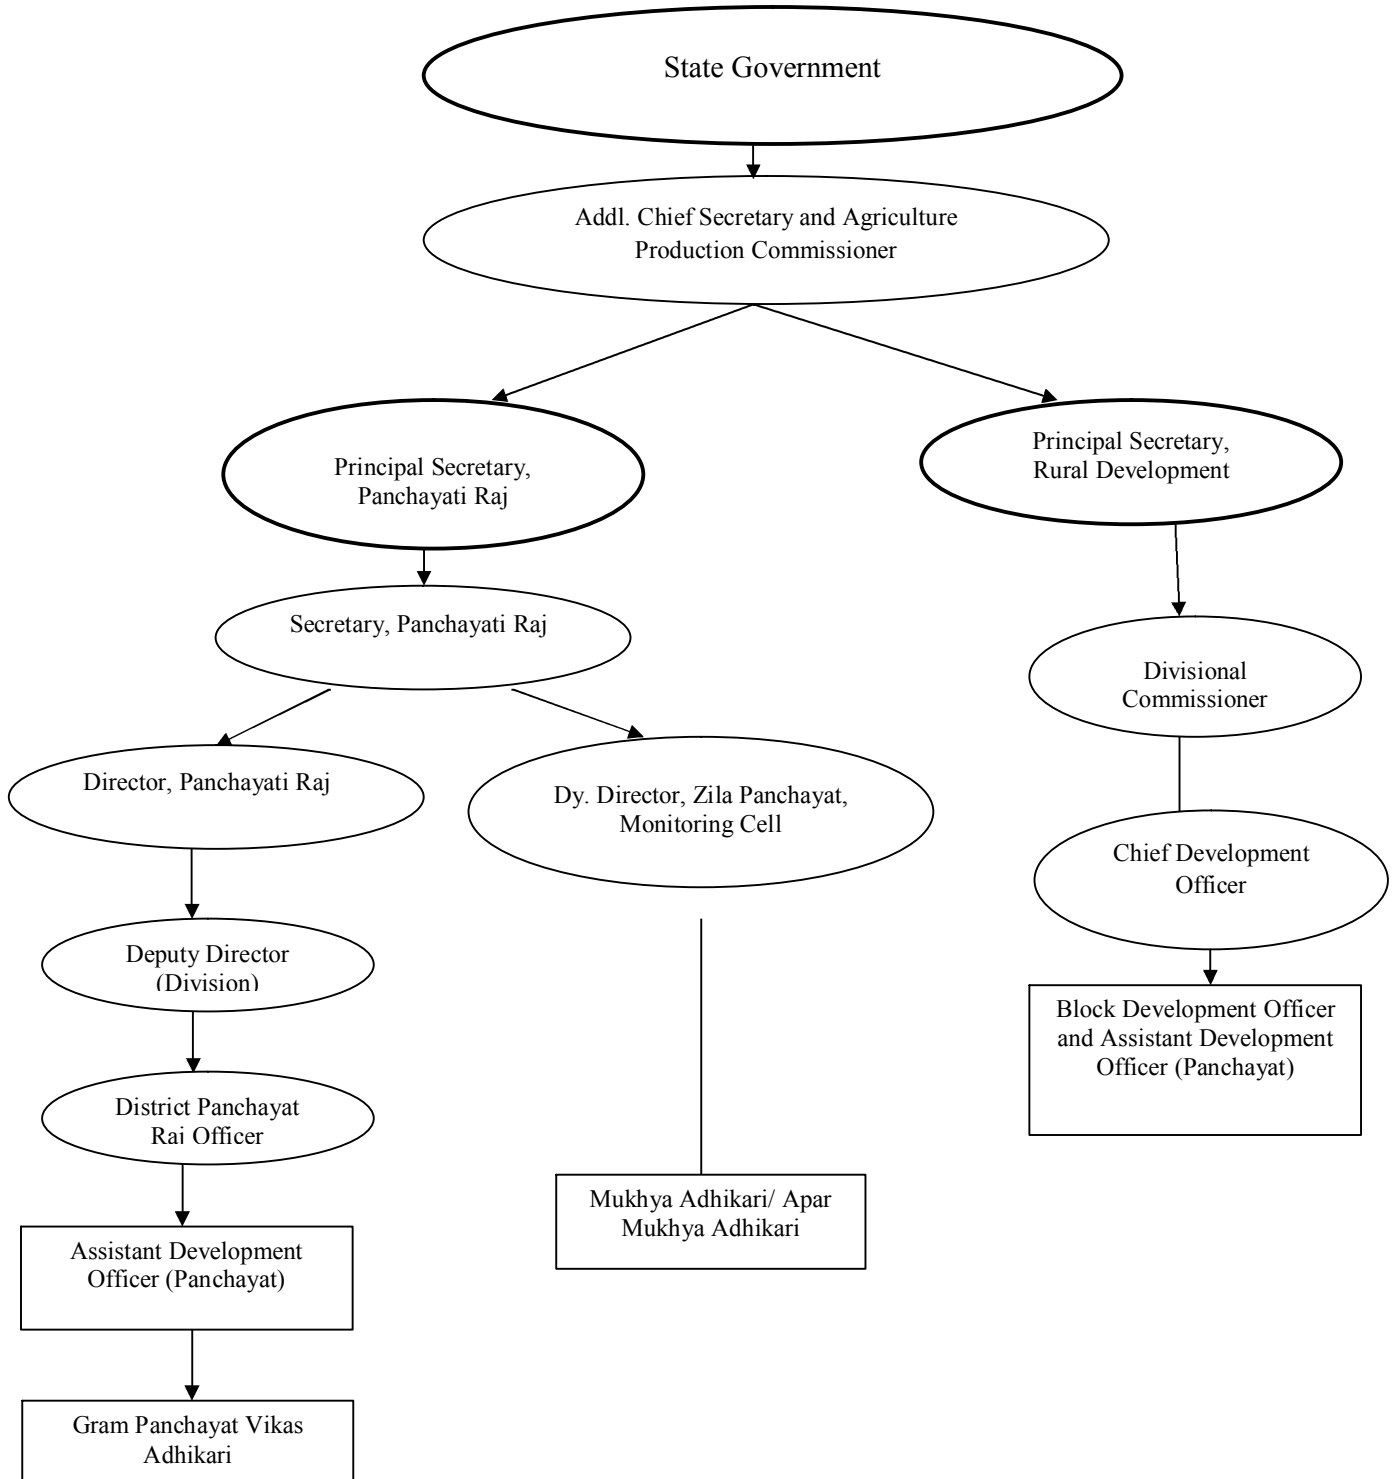 State Government
Addl. Chief Secretary and Agriculture
Production Commissioner
Principal Secretary,
Panchayati Raj
Principal Secretary,
Rural Development
Secretary, Panchayati Raj
Divisional
Commissioner
Director, Panchayati Raj
Dy. Director, Zila Panchayat,
Monitoring Cell
Chief Development
Officer
Deputy Director
(Division)
Block Development Officer
and Assistant Development
Officer (Panchayat)
District Panchayat
Raj Officer
Mukhya Adhikari/ Apar
Mukhya Adhikari
Assistant Development
Officer (Panchayat)
Gram Panchayat Vikas
Adhikari